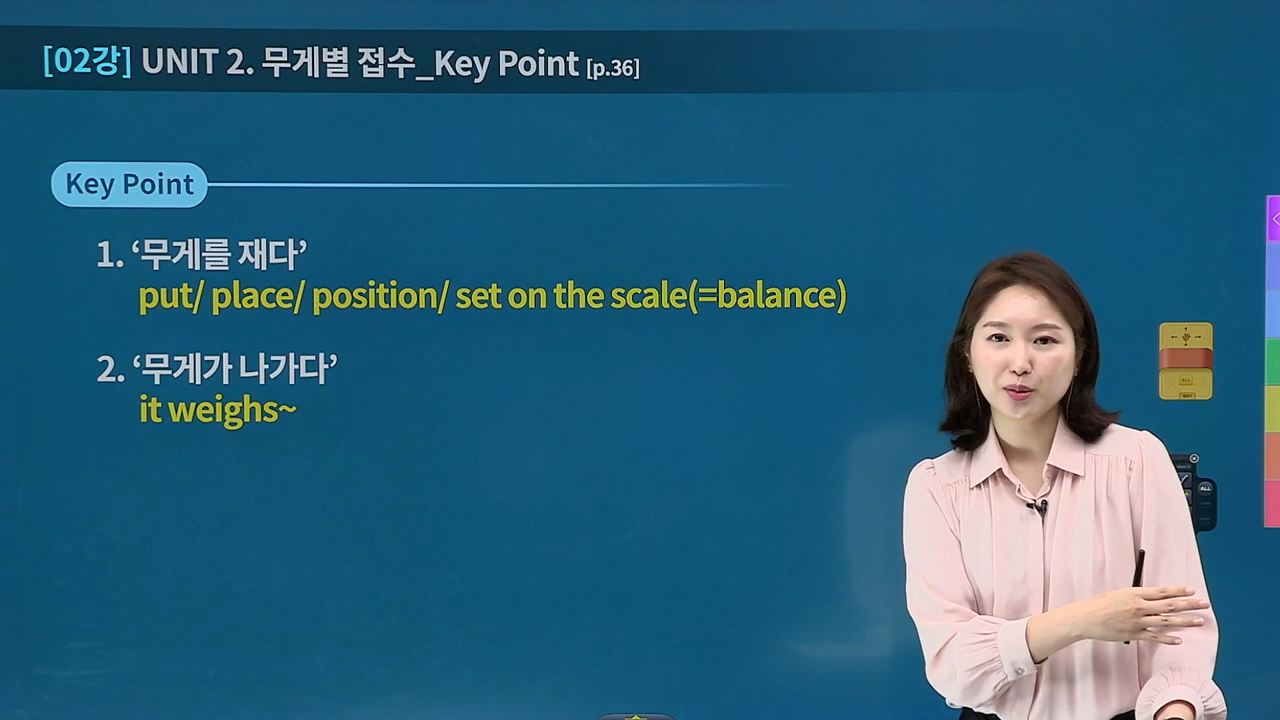 [02강] UNIT 2. 무게별 접수_Key Point [p.36]
Key Point
1. ‘무게를 재다’
put/ place/ position/ set on the scale(=balance)
2. ‘무게가 나가다’
it weighs~
ALL
ALL